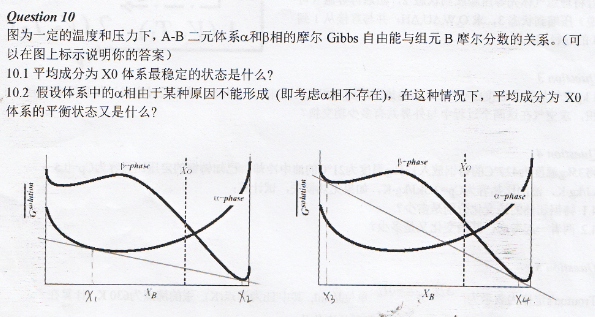 Question 10
图为一定的温度和压力下，A-B 二元体系α和β相的摩尔 Gibbs 自由能与组元 B 摩尔分数的关系。（可
以在图上标示说明你的答案）
10.1 平均成分为 X0 体系最稳定的状态是什么？
10.2 假设体系中的α相由于某种原因不能形成 (即考虑α相不存在)，在这种情况下，平均成分为 X0
体系的平衡状态又是什么？
β-phase
X0
α-phase
Gsolution
X1
XB
X2
β-phase
X0
α-phase
Gsolution
X3
XB
X4